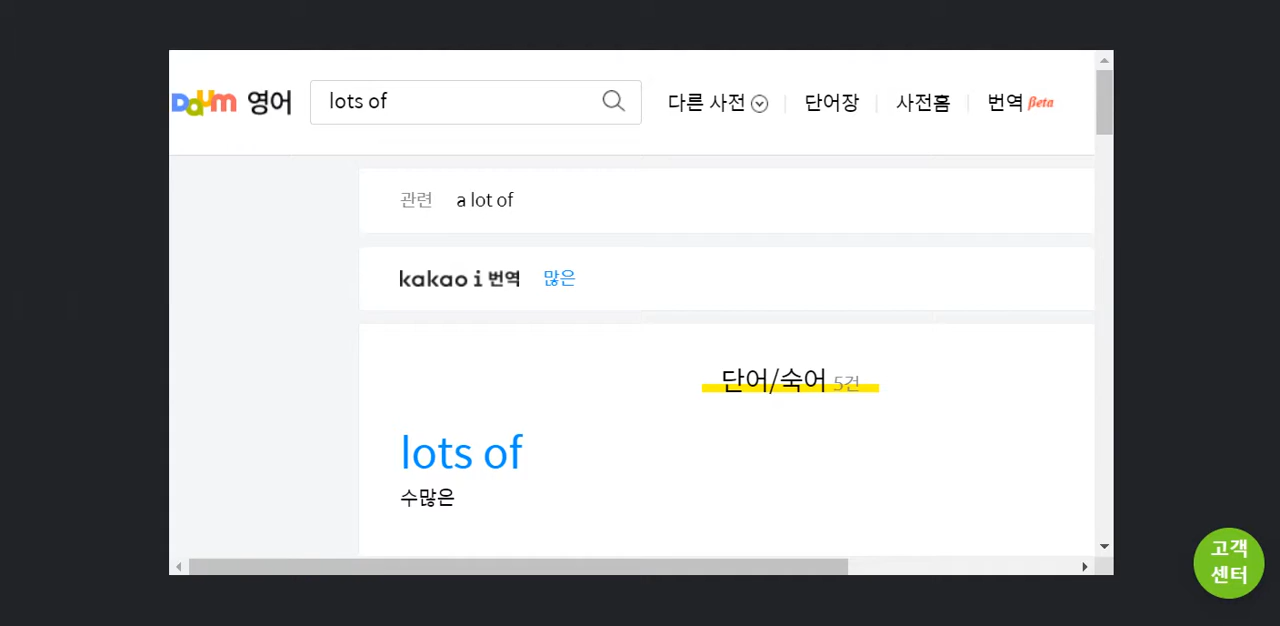 Daum 영어 lots of 다른 사전 단어장 사전홈 번역 Beta
관련 a lot of
kakao i 번역 많은
단어/숙어 5건
lots of
수많은
고객
센터